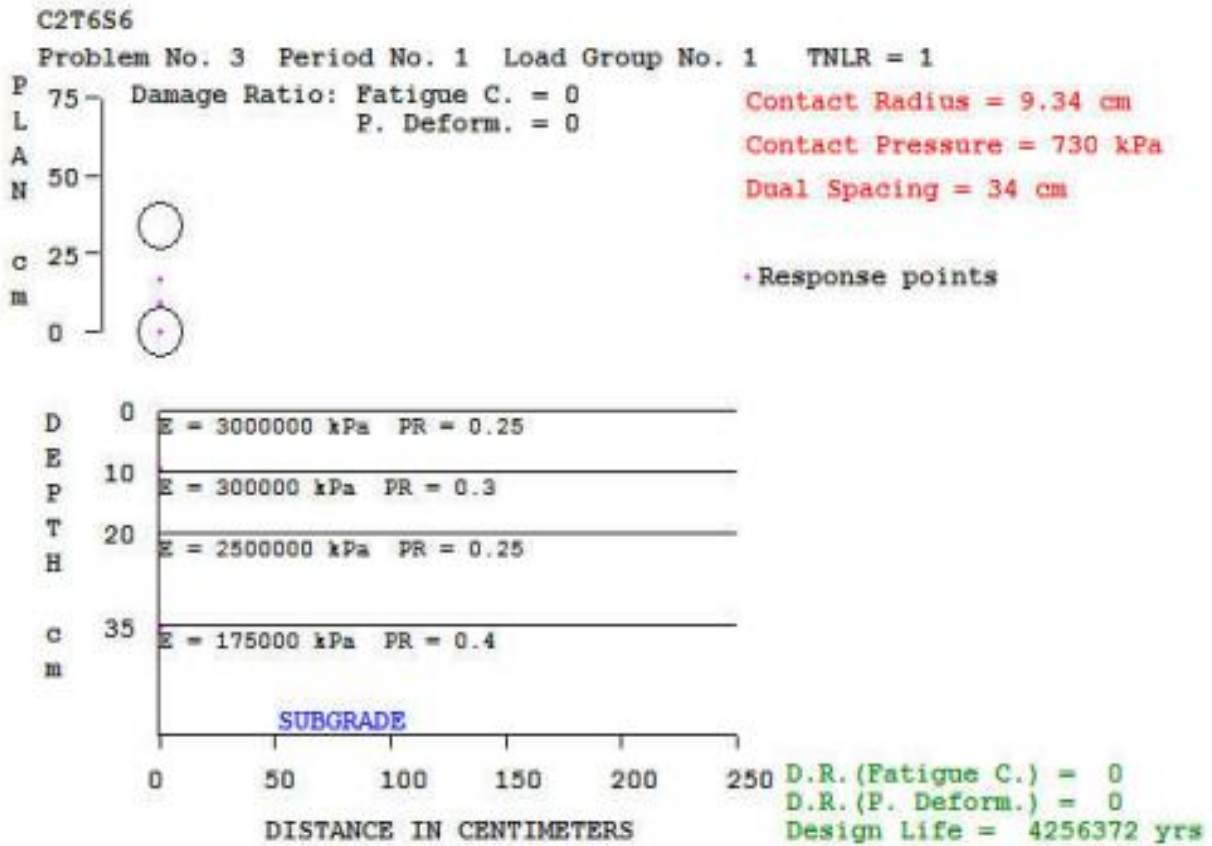 C2T6S6
Problem No. 3 Period No. 1 Load Group No. 1 TNLR = 1
PLAN cm
75
50
25
0
Damage Ratio: Fatigue C. = 0
P. Deform. = 0
Contact Radius = 9.34 cm
Contact Pressure = 730 kPa
Dual Spacing = 34 cm
Response points
DEPTH cm
0
E = 3000000 kPa PR = 0.25
10
E = 300000 kPa PR = 0.3
20
E = 2500000 kPa PR = 0.25
35
E = 175000 kPa PR = 0.4
SUBGRADE
0 50 100 150 200 250
DISTANCE IN CENTIMETERS
D.R.(Fatigue C.) = 0
D.R.(P. Deform.) = 0
Design Life = 4256372 yrs